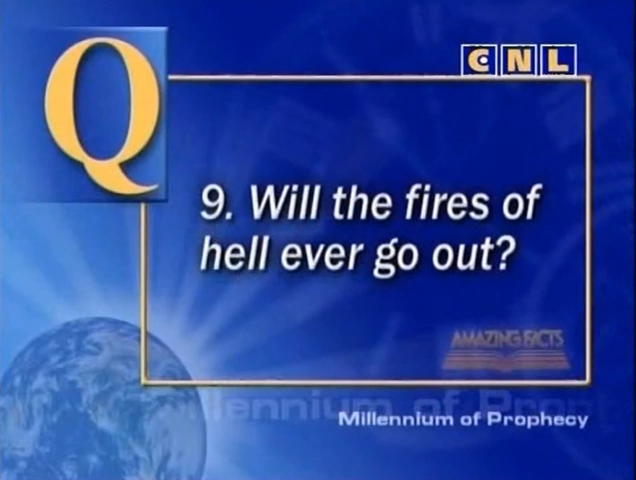 Q
CNL
9. Will the fires of
hell ever go out?
AMAZING FACTS
Millennium of Prophecy